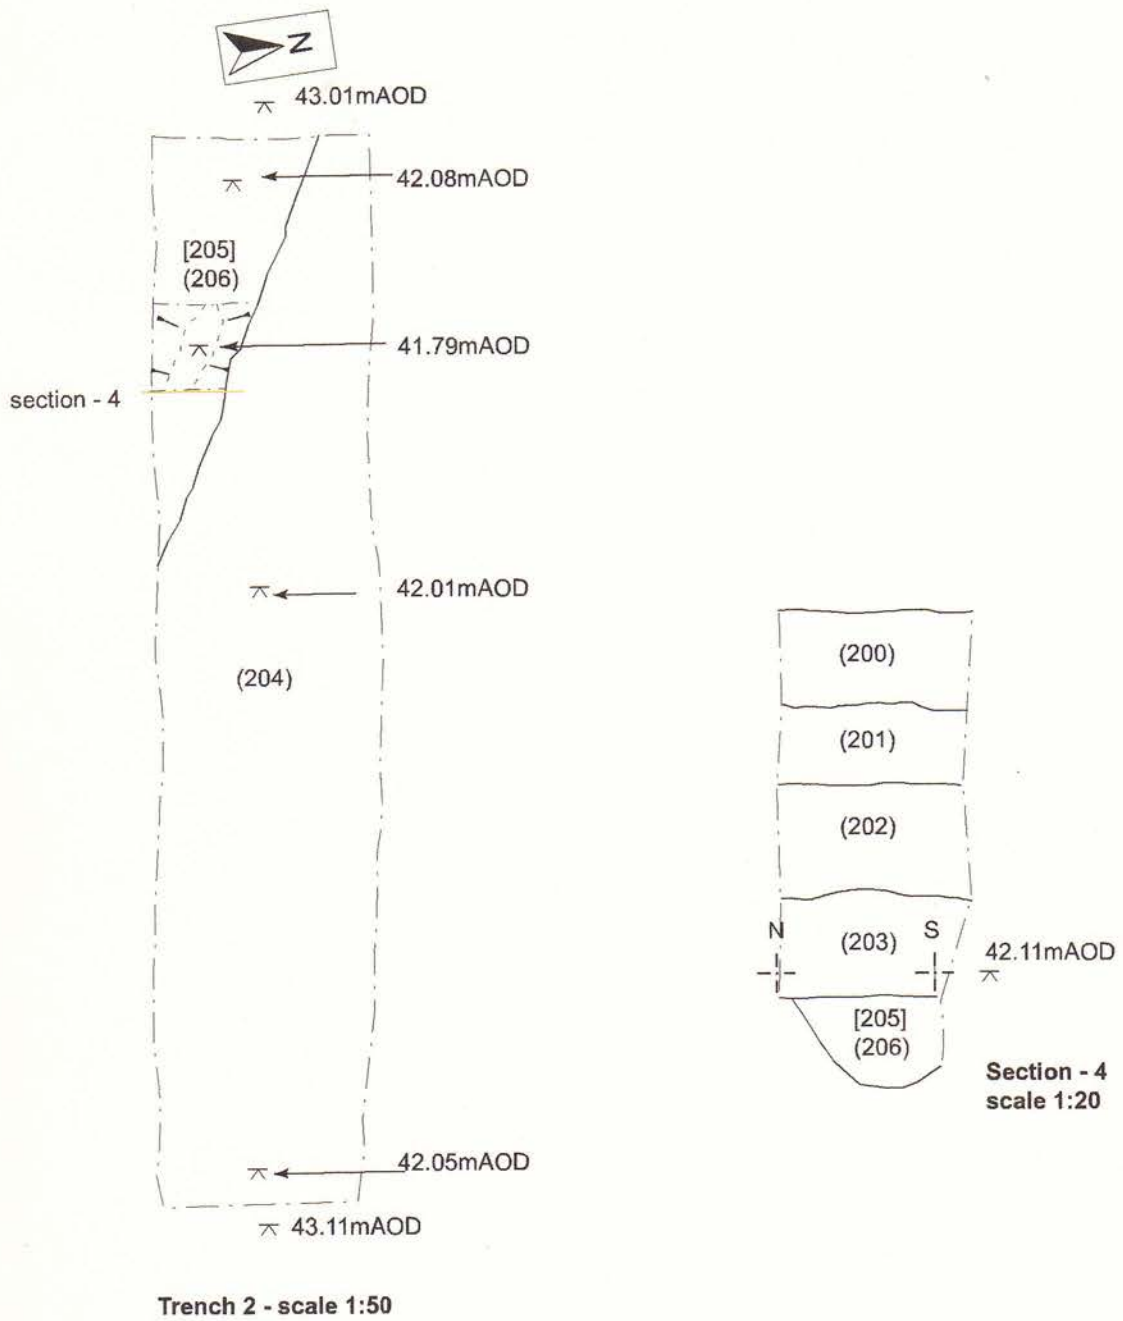 N
43.01mAOD
42.08mAOD
[205]
(206)
41.79mAOD
section - 4
42.01mAOD
(204)
42.05mAOD
43.11mAOD
Trench 2 - scale 1:50
(200)
(201)
(202)
N
(203)
S
42.11mAOD
[205]
(206)
Section - 4
scale 1:20